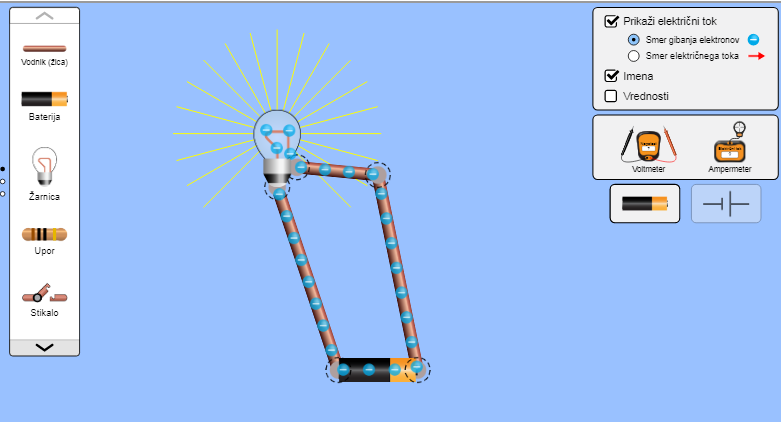 Vodnik (žica)
Baterija
Žarnica
Upor
Stikalo
Prikaži električni tok
Smer gibanja elektronov
Smer električnega toka
Imena
Vrednosti
Voltmeter
Ampermeter